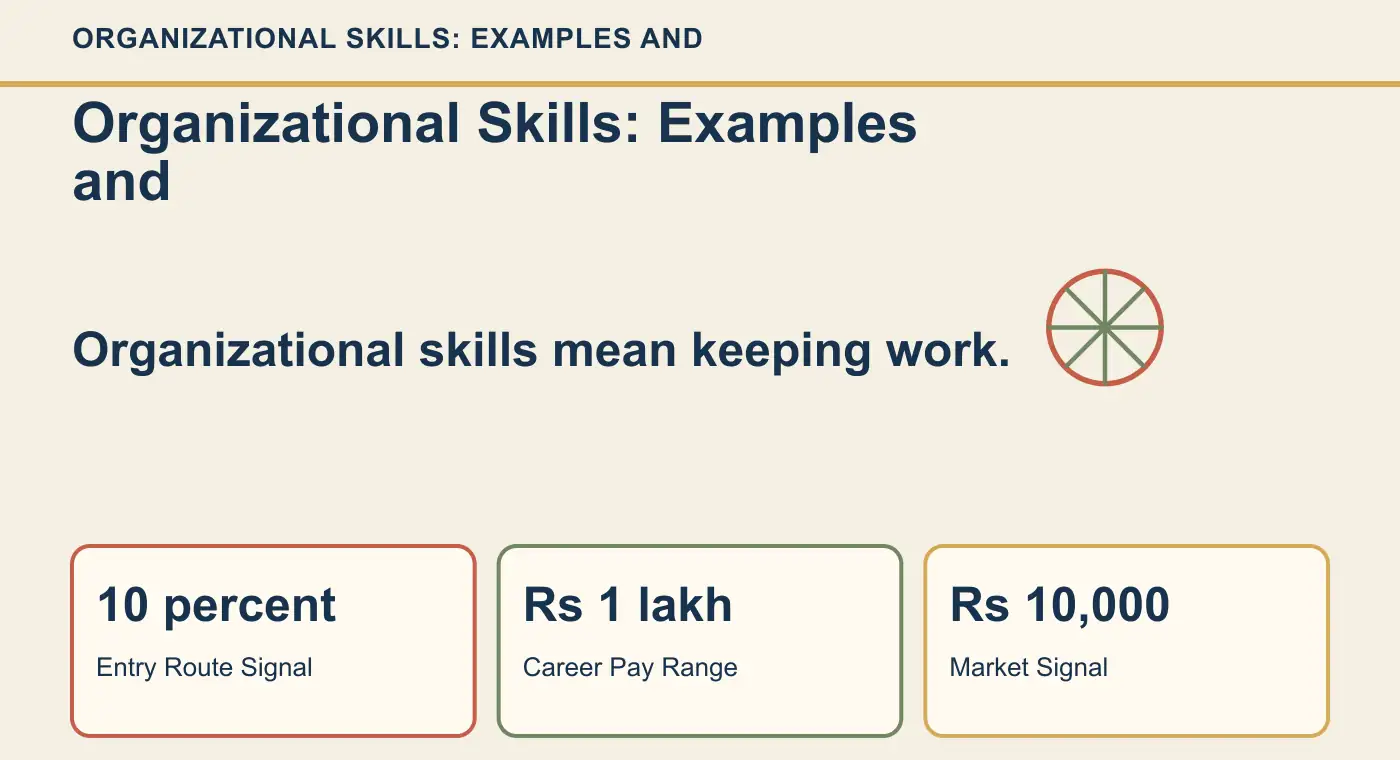 ORGANIZATIONAL SKILLS: EXAMPLES AND
Organizational Skills: Examples
and
Organizational skills mean keeping work.
10 percent
Entry Route Signal
Rs 1 lakh
Career Pay Range
Rs 10,000
Market Signal